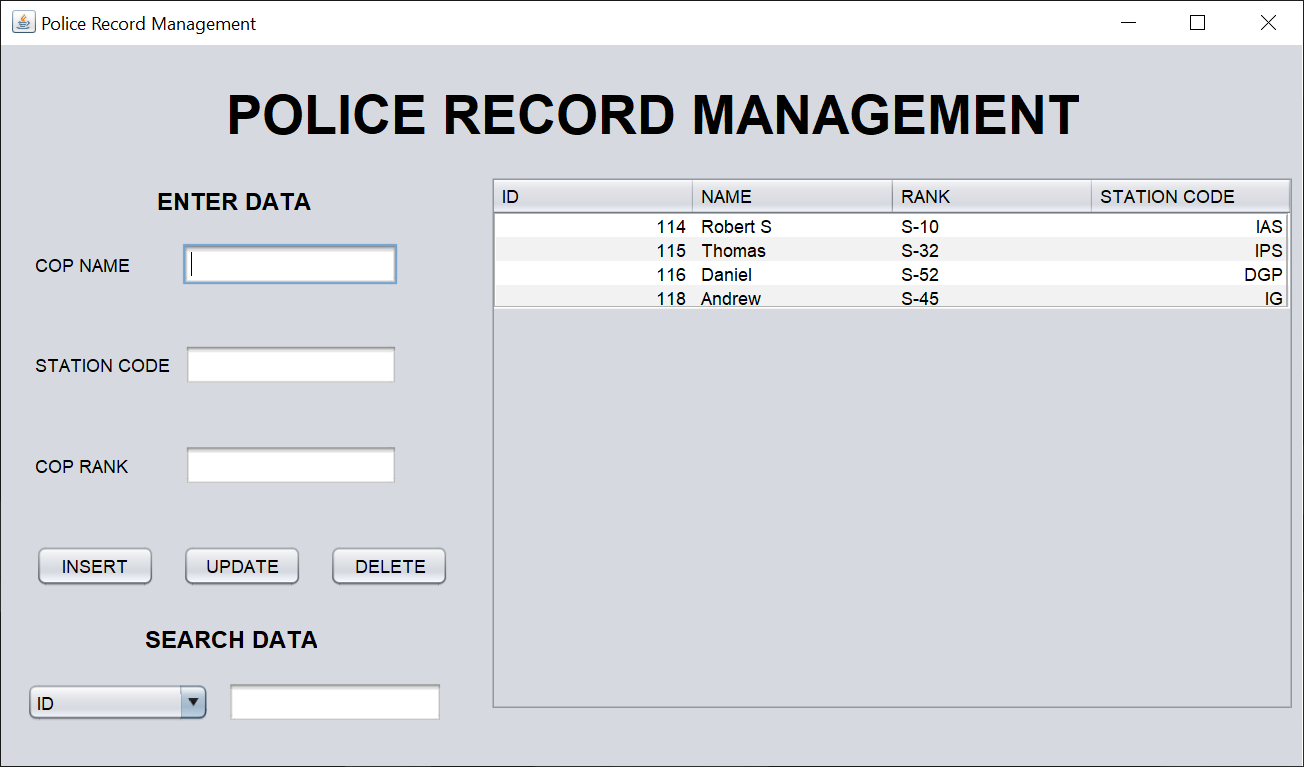 Police Record Management
POLICE RECORD MANAGEMENT
ENTER DATA
COP NAME
STATION CODE
COP RANK
INSERT UPDATE DELETE
SEARCH DATA
ID
ID NAME RANK STATION CODE
114 Robert S S-10 IAS
115 Thomas S-32 IPS
116 Daniel S-52 DGP
118 Andrew S-45 IG